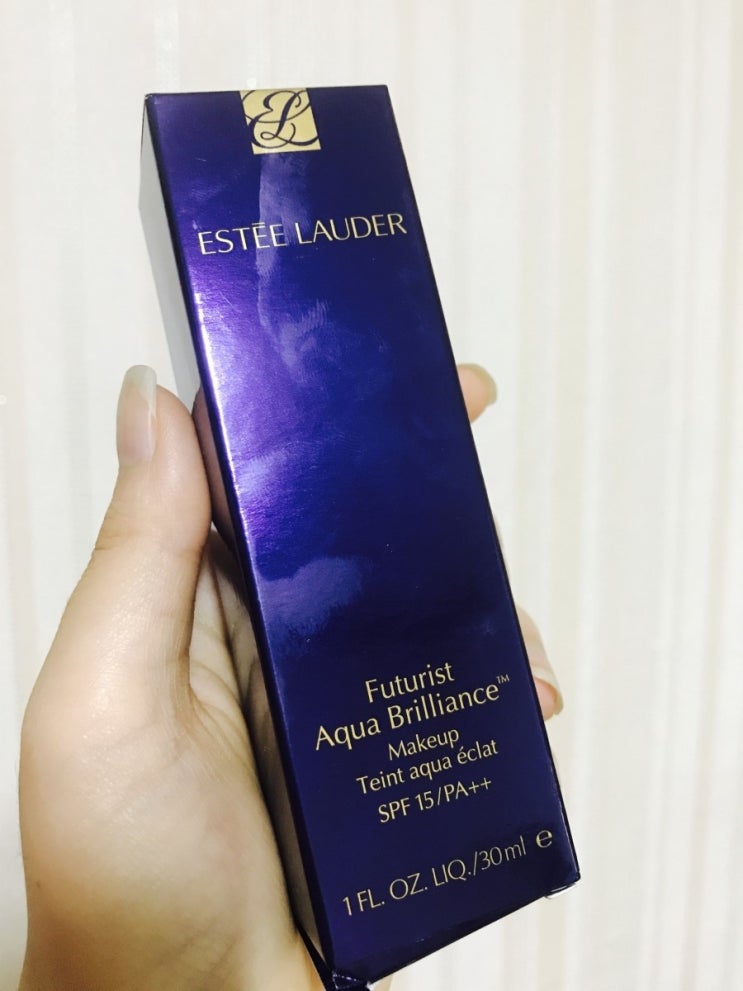 EL
ESTĒE LAUDER
Futurist
Aqua Brilliance™
Makeup
Teint aqua éclat
SPF 15/PA++
1 FL. OZ. LIQ./30ml ℮